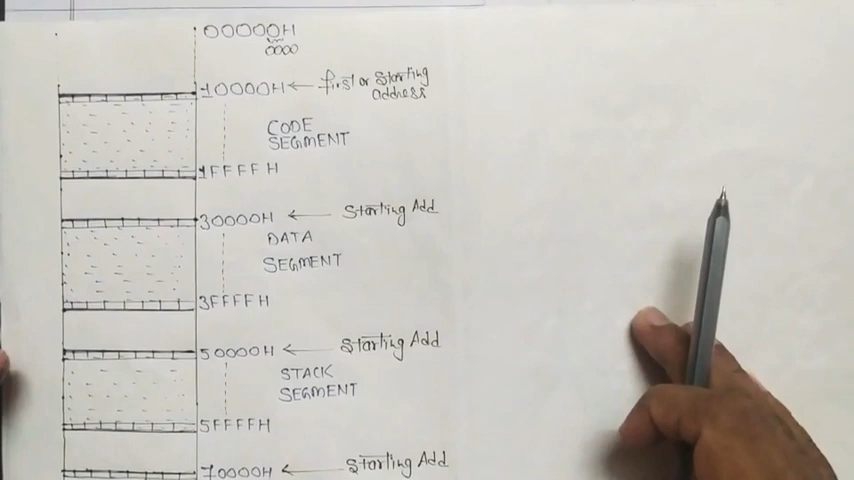 00000H
0000
10000H ← first or Starting
address
CODE
SEGMENT
1FFFFH
30000H ← Starting Add
DATA
SEGMENT
3FFFFH
50000H ← Starting Add
STACK
SEGMENT
5FFFFH
70000H ← Starting Add